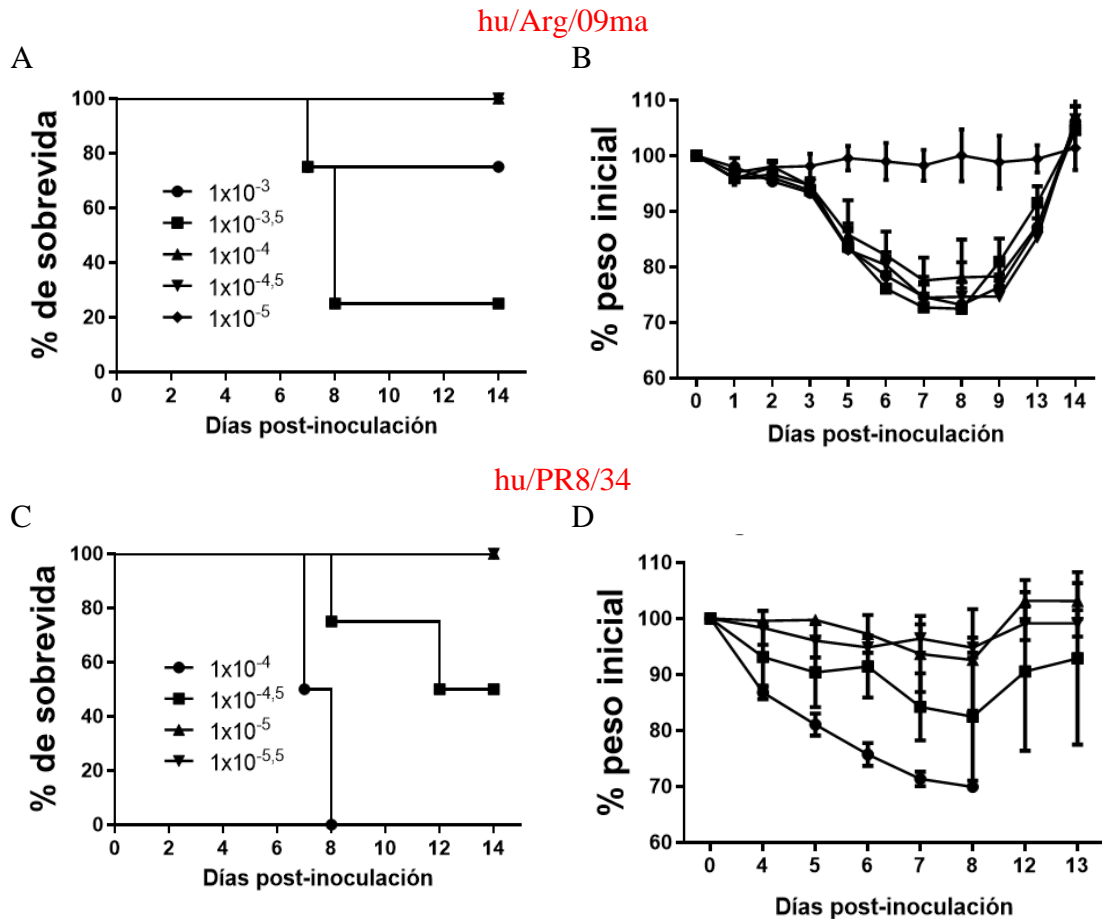 hu/Arg/09ma
A
B
% de sobrevida
100
80
60
40
20
0
1x10⁻³
1x10⁻³,⁵
1x10⁻⁴
1x10⁻⁴,⁵
1x10⁻⁵
0 2 4 6 8 10 12 14
Días post-inoculación
% peso inicial
110
100
90
80
70
60
0 1 2 3 5 6 7 8 9 13 14
Días post-inoculación
hu/PR8/34
C
D
% de sobrevida
100
80
60
40
20
0
1x10⁻⁴
1x10⁻⁴,⁵
1x10⁻⁵
1x10⁻⁵,⁵
0 2 4 6 8 10 12 14
Días post-inoculación
% peso inicial
110
100
90
80
70
60
0 4 5 6 7 8 12 13
Días post-inoculación